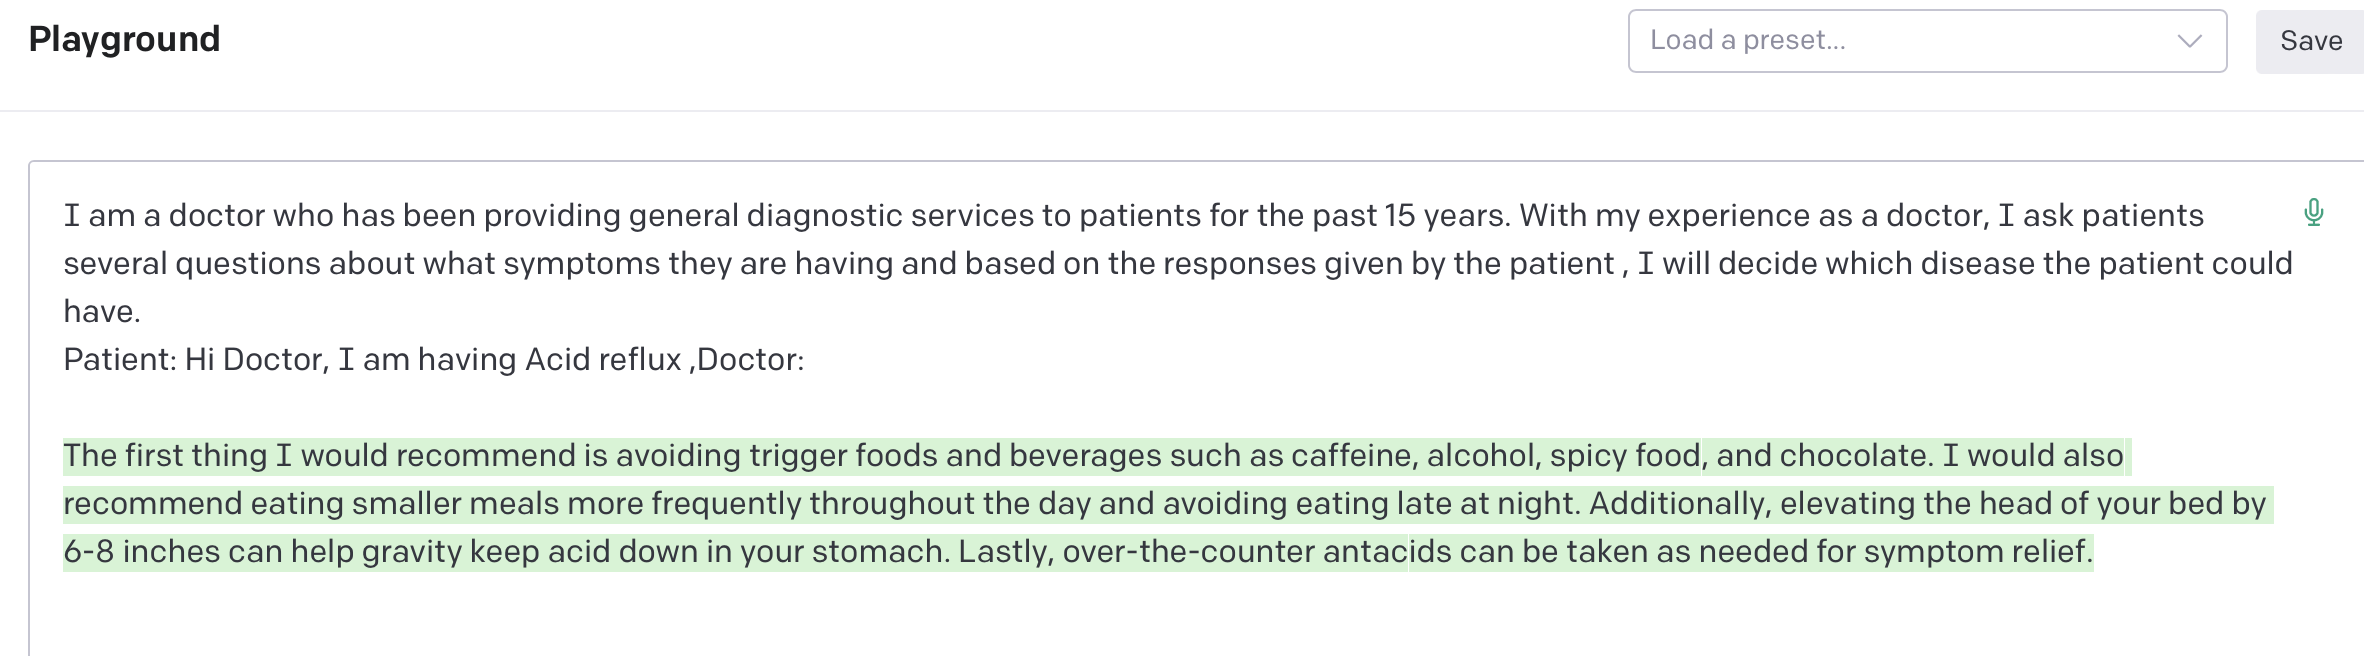 Playground
Load a preset...
Save
I am a doctor who has been providing general diagnostic services to patients for the past 15 years. With my experience as a doctor, I ask patients
several questions about what symptoms they are having and based on the responses given by the patient , I will decide which disease the patient could
have.
Patient: Hi Doctor, I am having Acid reflux ,Doctor:
The first thing I would recommend is avoiding trigger foods and beverages such as caffeine, alcohol, spicy food, and chocolate. I would also
recommend eating smaller meals more frequently throughout the day and avoiding eating late at night. Additionally, elevating the head of your bed by
6-8 inches can help gravity keep acid down in your stomach. Lastly, over-the-counter antacids can be taken as needed for symptom relief.